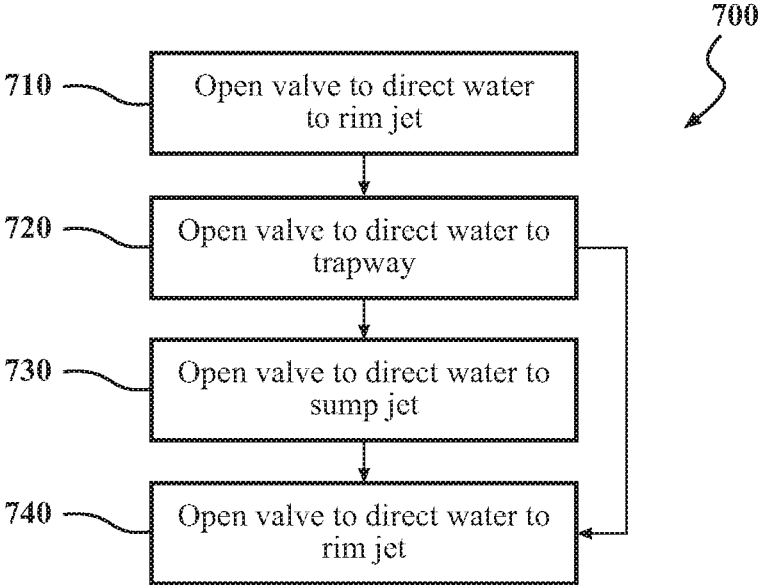 700
710
Open valve to direct water
to rim jet
720
Open valve to direct water to
trapway
730
Open valve to direct water to
sump jet
740
Open valve to direct water to
rim jet